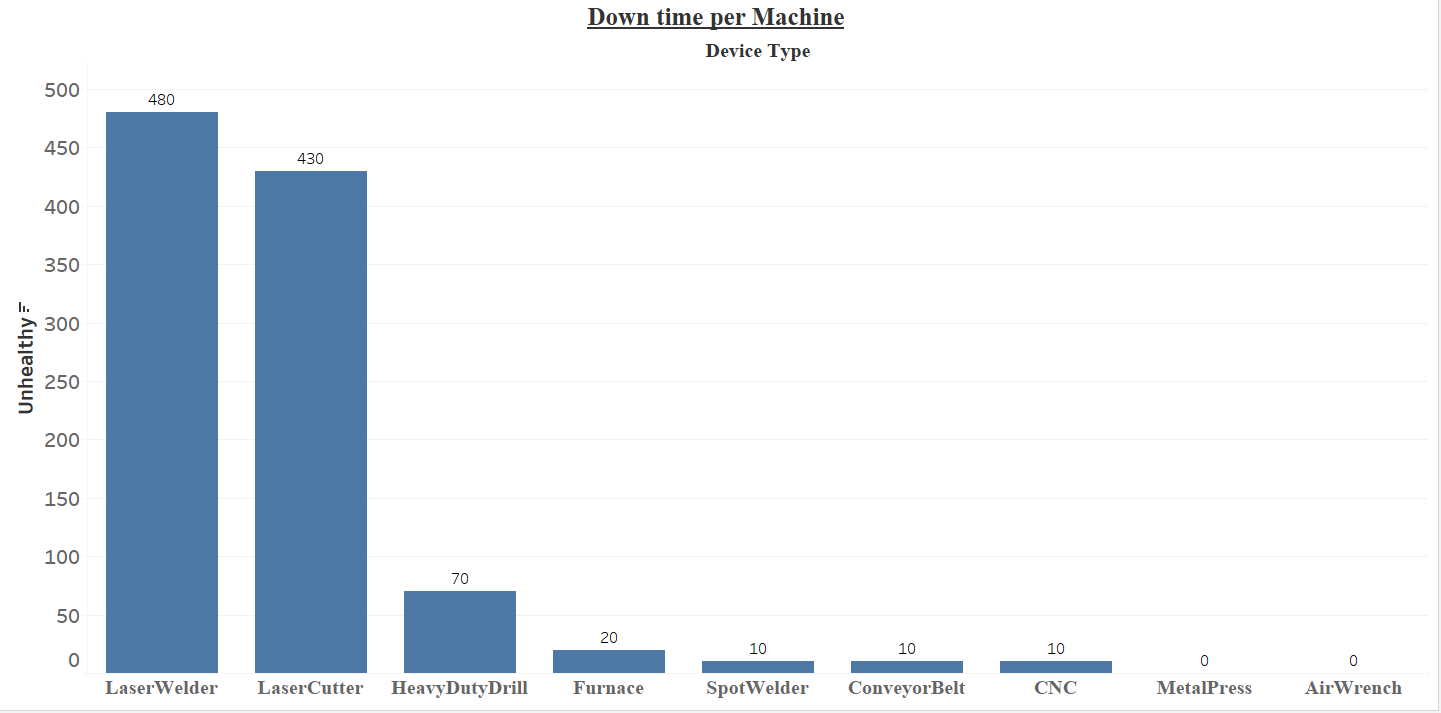 Down time per Machine
Device Type
500
450
400
350
300
250
200
150
100
50
0
Unhealthy
480
430
70
20
10
10
10
0
0
LaserWelder
LaserCutter
HeavyDutyDrill
Furnace
SpotWelder
ConveyorBelt
CNC
MetalPress
AirWrench